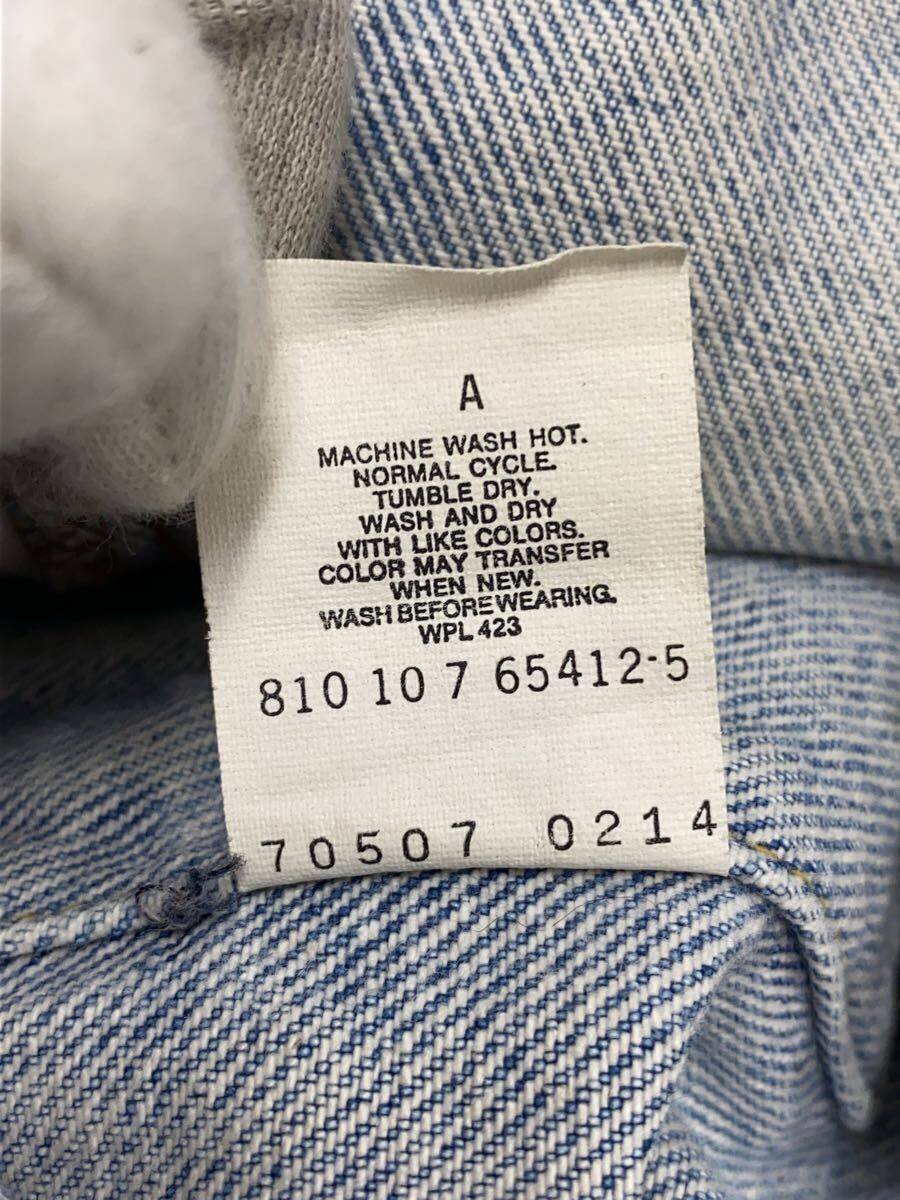 A
MACHINE WASH HOT.
NORMAL CYCLE.
TUMBLE DRY.
WASH AND DRY
WITH LIKE COLORS.
COLOR MAY TRANSFER
WHEN NEW.
WASH BEFORE WEARING.
WPL 423
810 10 7 65412-5
70507 0214